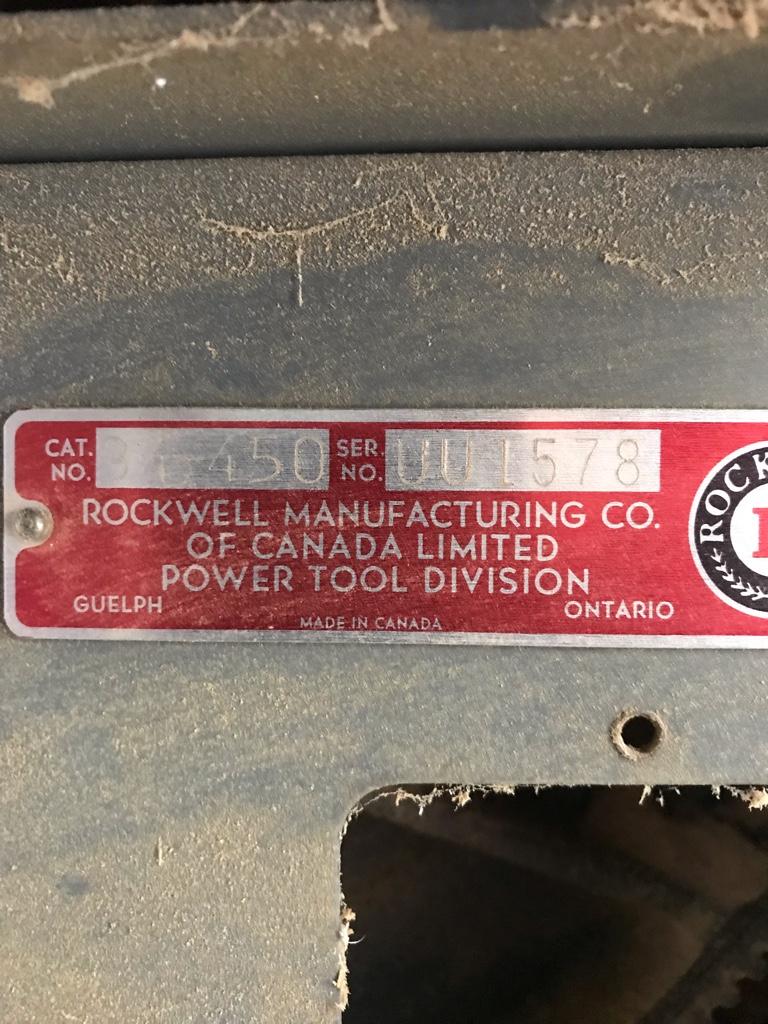 CAT. NO. 450 SER. NO. UU1578
ROCKWELL MANUFACTURING CO.
OF CANADA LIMITED
POWER TOOL DIVISION
GUELPH ONTARIO
MADE IN CANADA